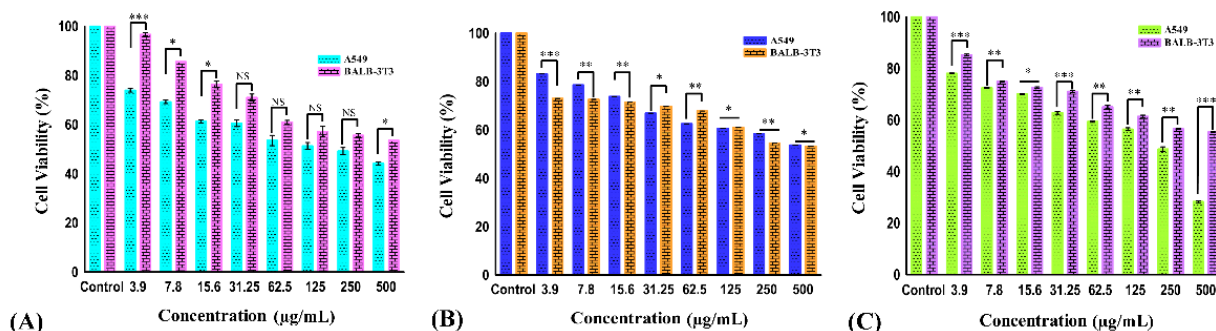 100
80
60
40
20
0
Cell Viability (%)
***
*
*
NS
NS
NS
NS
*
A549
BALB-3T3
Control 3.9 7.8 15.6 31.25 62.5 125 250 500
Concentration (µg/mL)
(A)
100
80
60
40
20
0
Cell Viability (%)
***
**
**
*
**
*
**
*
A549
BALB-3T3
Control 3.9 7.8 15.6 31.25 62.5 125 250 500
Concentration (µg/mL)
(B)
100
80
60
40
20
0
Cell Viability (%)
***
**
*
***
**
**
**
***
A549
BALB-3T3
Control 3.9 7.8 15.6 31.25 62.5 125 250 500
Concentration (µg/mL)
(C)